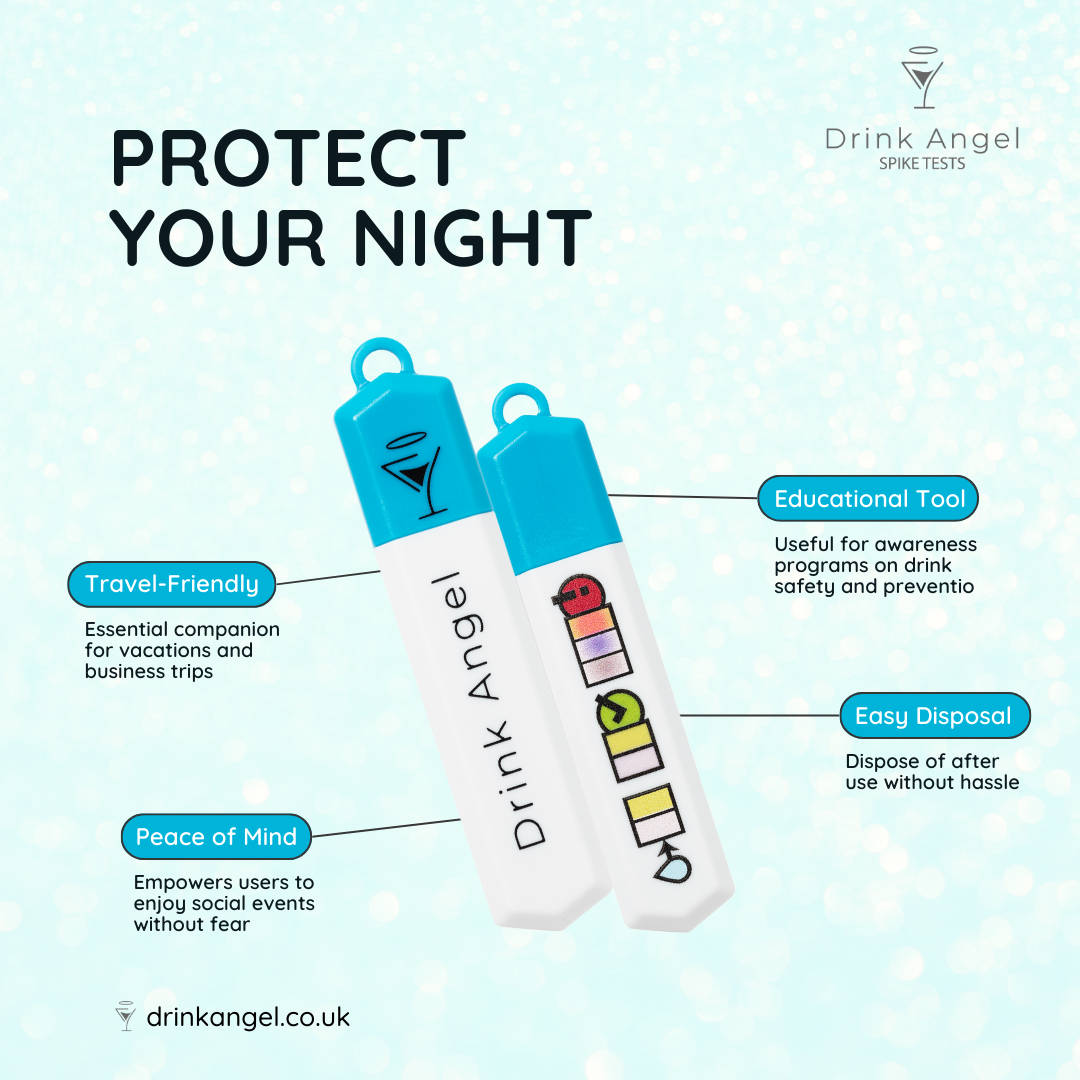 Drink Angel
SPIKE TESTS
PROTECT
YOUR NIGHT
Drink Angel
Educational Tool
Useful for awareness
programs on drink
safety and preventio
Travel-Friendly
Essential companion
for vacations and
business trips
Easy Disposal
Dispose of after
use without hassle
Peace of Mind
Empowers users to
enjoy social events
without fear
drinkangel.co.uk